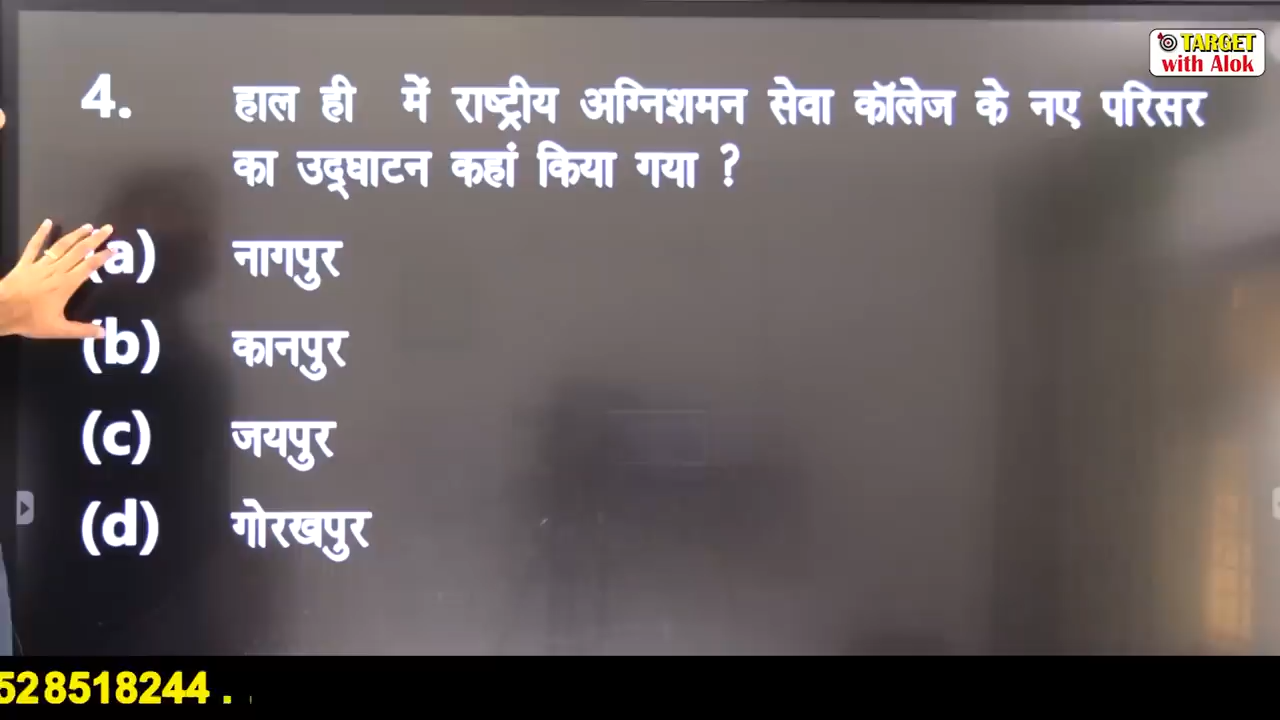 TARGET
with Alok
4. हाल ही में राष्ट्रीय अग्निशमन सेवा कॉलेज के नए परिसर
का उद्घाटन कहां किया गया ?
(a) नागपुर
(b) कानपुर
(c) जयपुर
(d) गोरखपुर
528518244 .